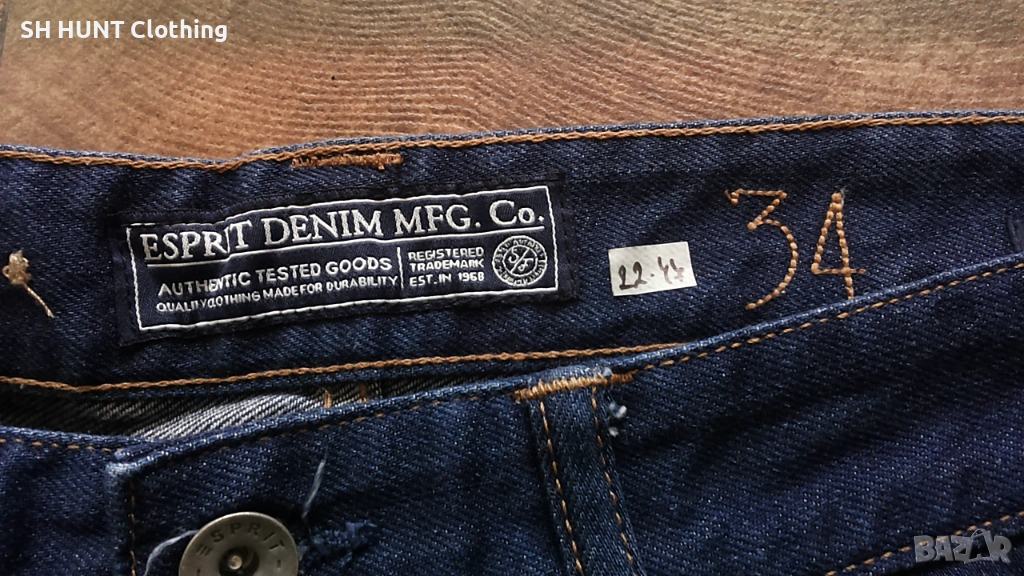 SH HUNT Clothing
ESPRIT DENIM MFG. Co.
AUTHENTIC TESTED GOODS
QUALITY CLOTHING MADE FOR DURABILITY
REGISTERED
TRADEMARK
EST. IN 1968
22-47
34
ESPRIT
BAZAR